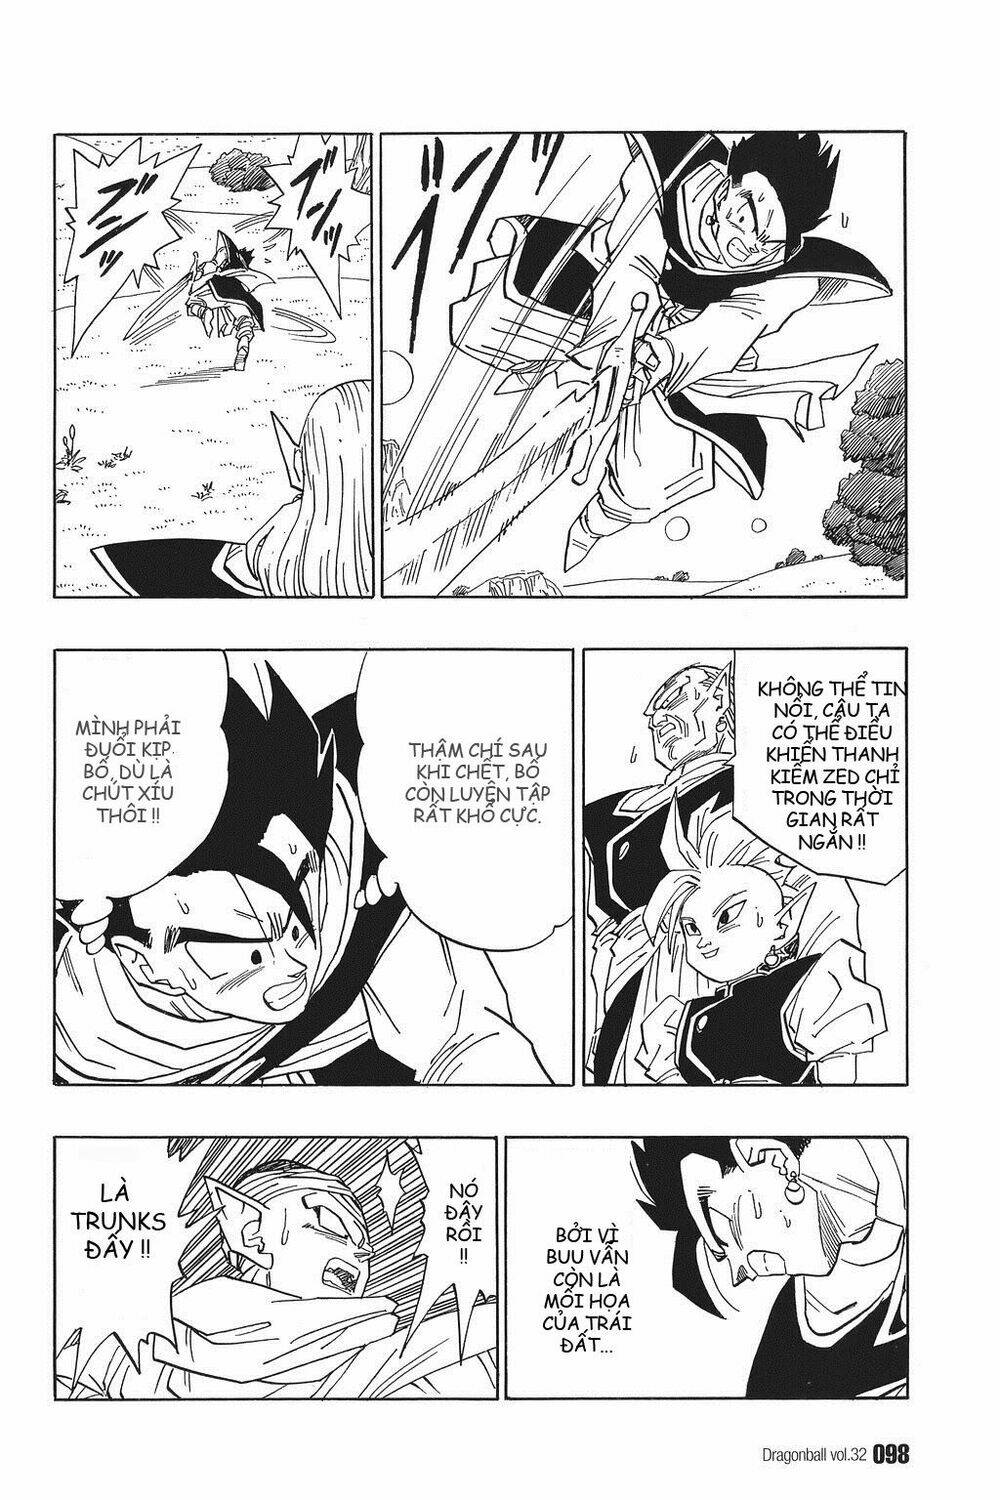 KHÔNG THỂ TIN
NỔI, CẬU TA
CÓ THỂ ĐIỀU
KHIỂN THANH
KIẾM ZED CHỈ
TRONG THỜI
GIAN RẤT
NGẮN !!
THẬM CHÍ SAU
KHI CHẾT, BỐ
CÒN LUYỆN TẬP
RẤT KHỔ CỰC.
MÌNH PHẢI
ĐUỔI KỊP
BỐ, DÙ LÀ
CHÚT XÍU
THÔI !!
BỞI VÌ
BUU VẪN
CÒN LÀ
MỐI HỌA
CỦA TRÁI
ĐẤT...
NÓ
ĐÂY
RỒI
!!
LÀ
TRUNKS
ĐẤY !!
Dragonball vol.32 098